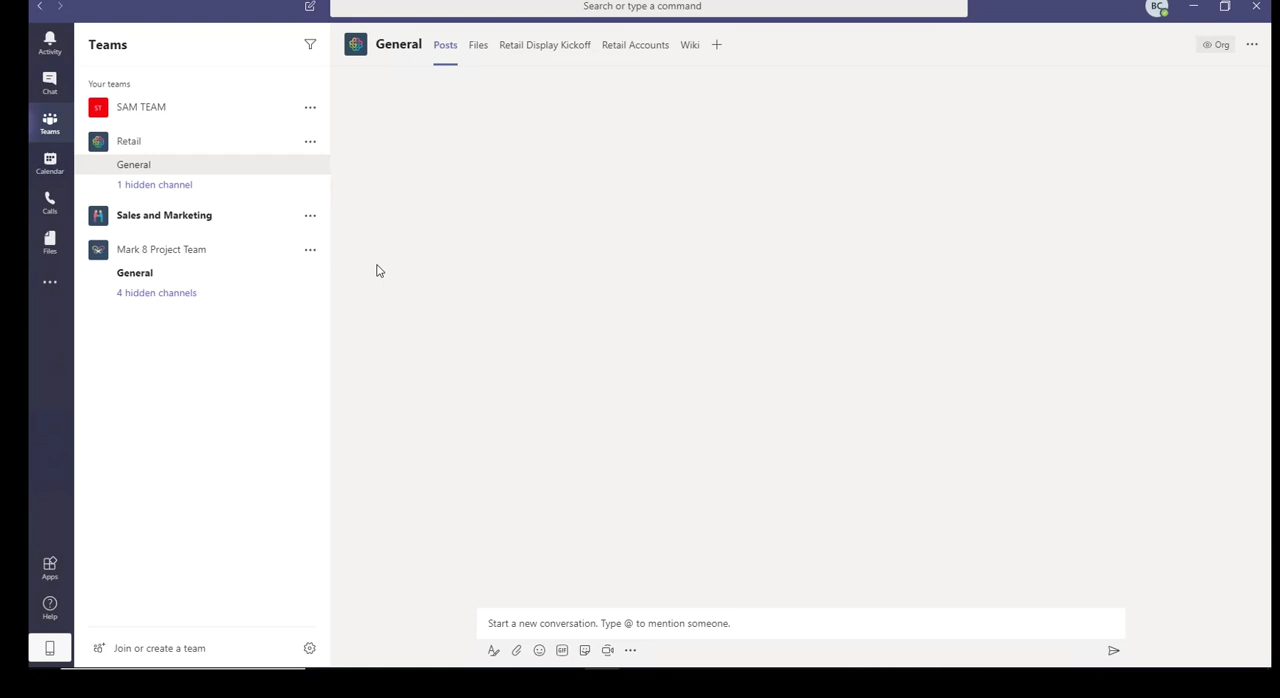 Search or type a command
BC
Activity
Chat
Teams
Calendar
Calls
Files
Apps
Help
Teams
Your teams
ST SAM TEAM
Retail
General
1 hidden channel
Sales and Marketing
Mark 8 Project Team
General
4 hidden channels
Join or create a team
General Posts Files Retail Display Kickoff Retail Accounts Wiki
Org
Start a new conversation. Type @ to mention someone.
GIF